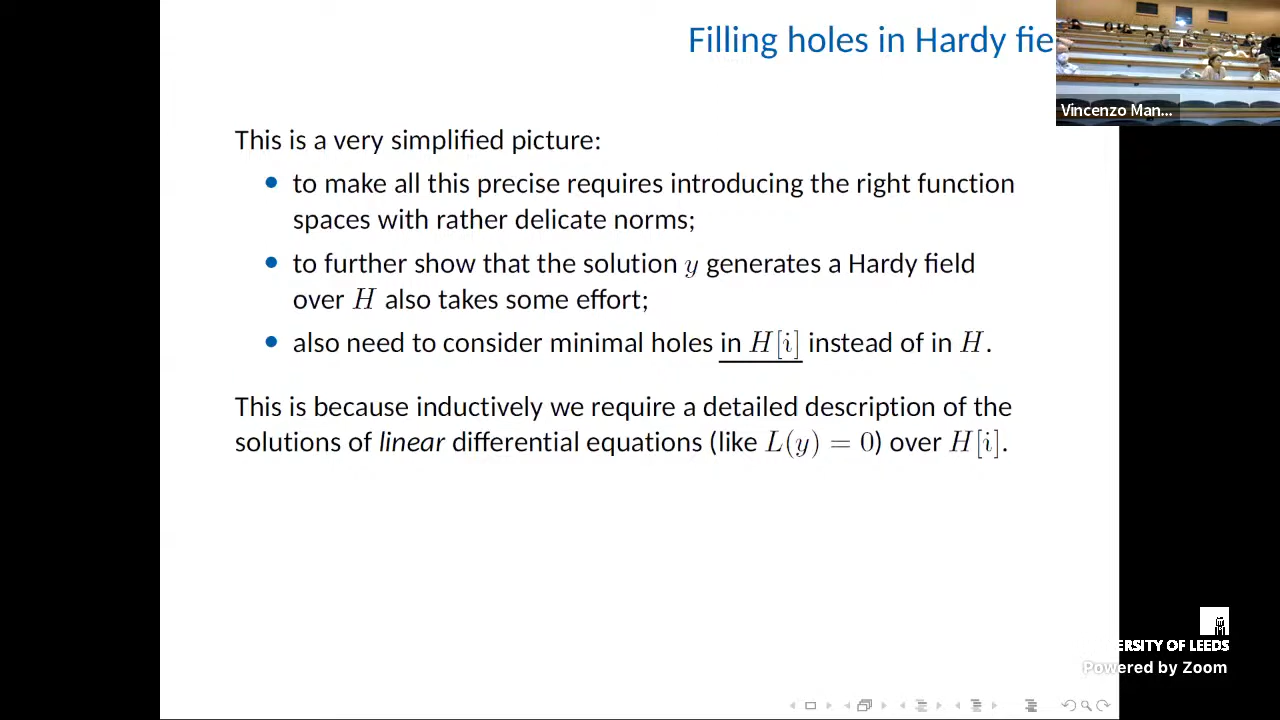 Filling holes in Hardy fie
Vincenzo Man...
This is a very simplified picture:
• to make all this precise requires introducing the right function
spaces with rather delicate norms;
• to further show that the solution y generates a Hardy field
over H also takes some effort;
• also need to consider minimal holes in H[i] instead of in H.
This is because inductively we require a detailed description of the
solutions of linear differential equations (like L(y) = 0) over H[i].
ERSITY OF LEEDS
Powered by Zoom